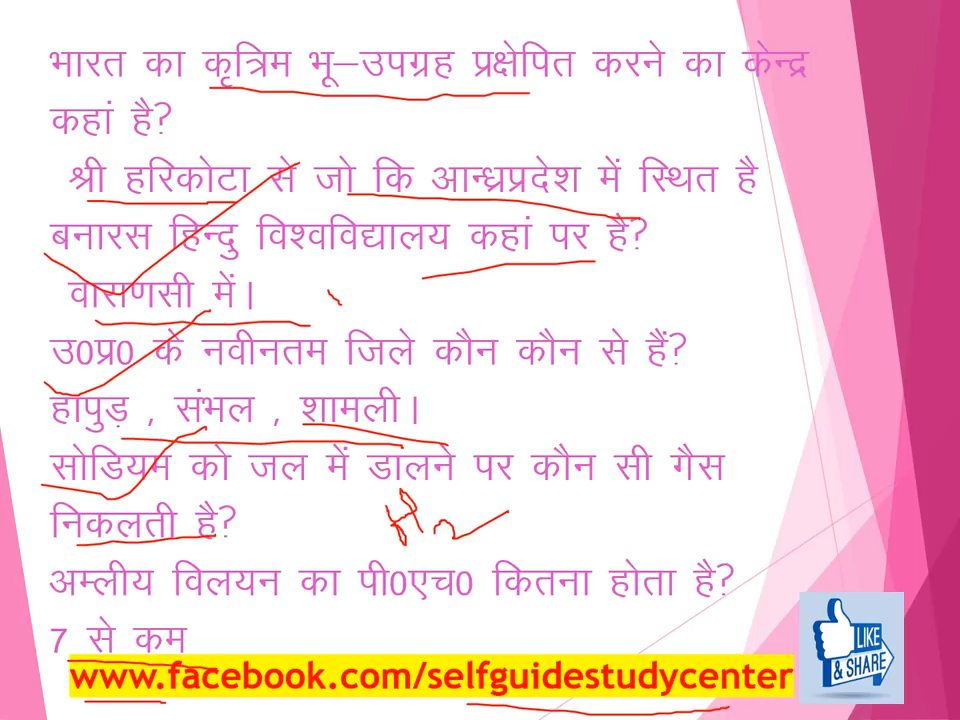 भारत का कृत्रिम भू–उपग्रह प्रक्षेपित करने का केन्द्र
कहां है?
श्री हरिकोटा से जो कि आन्ध्रप्रदेश में स्थित है
बनारस हिन्दु विश्वविद्यालय कहां पर है?
वाराणसी में।
उ0प्र0 के नवीनतम जिले कौन कौन से हैं?
हापुड़ , संभल , शामली।
सोडियम को जल में डालने पर कौन सी गैस
निकलती है?
H2
अम्लीय विलयन का पी0एच0 कितना होता है?
7 से कम
www.facebook.com/selfguidestudycenter
LIKE
& SHARE